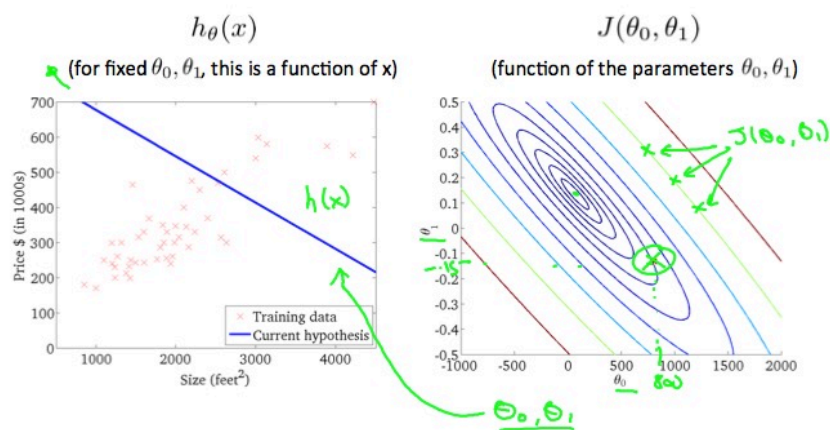 hθ(x)
(for fixed θ0, θ1, this is a function of x)
700
600
500
400
300
200
100
0
Price $ (in 1000s)
1000
2000
3000
4000
Size (feet²)
h(x)
Training data
Current hypothesis
θ0, θ1
J(θ0, θ1)
(function of the parameters θ0, θ1)
0.5
0.4
0.3
0.2
0.1
0
-0.1
-0.2
-0.3
-0.4
-0.5
θ1
-.15
-1000
-500
0
500
1000
1500
2000
θ0
800
J(θ0, θ1)